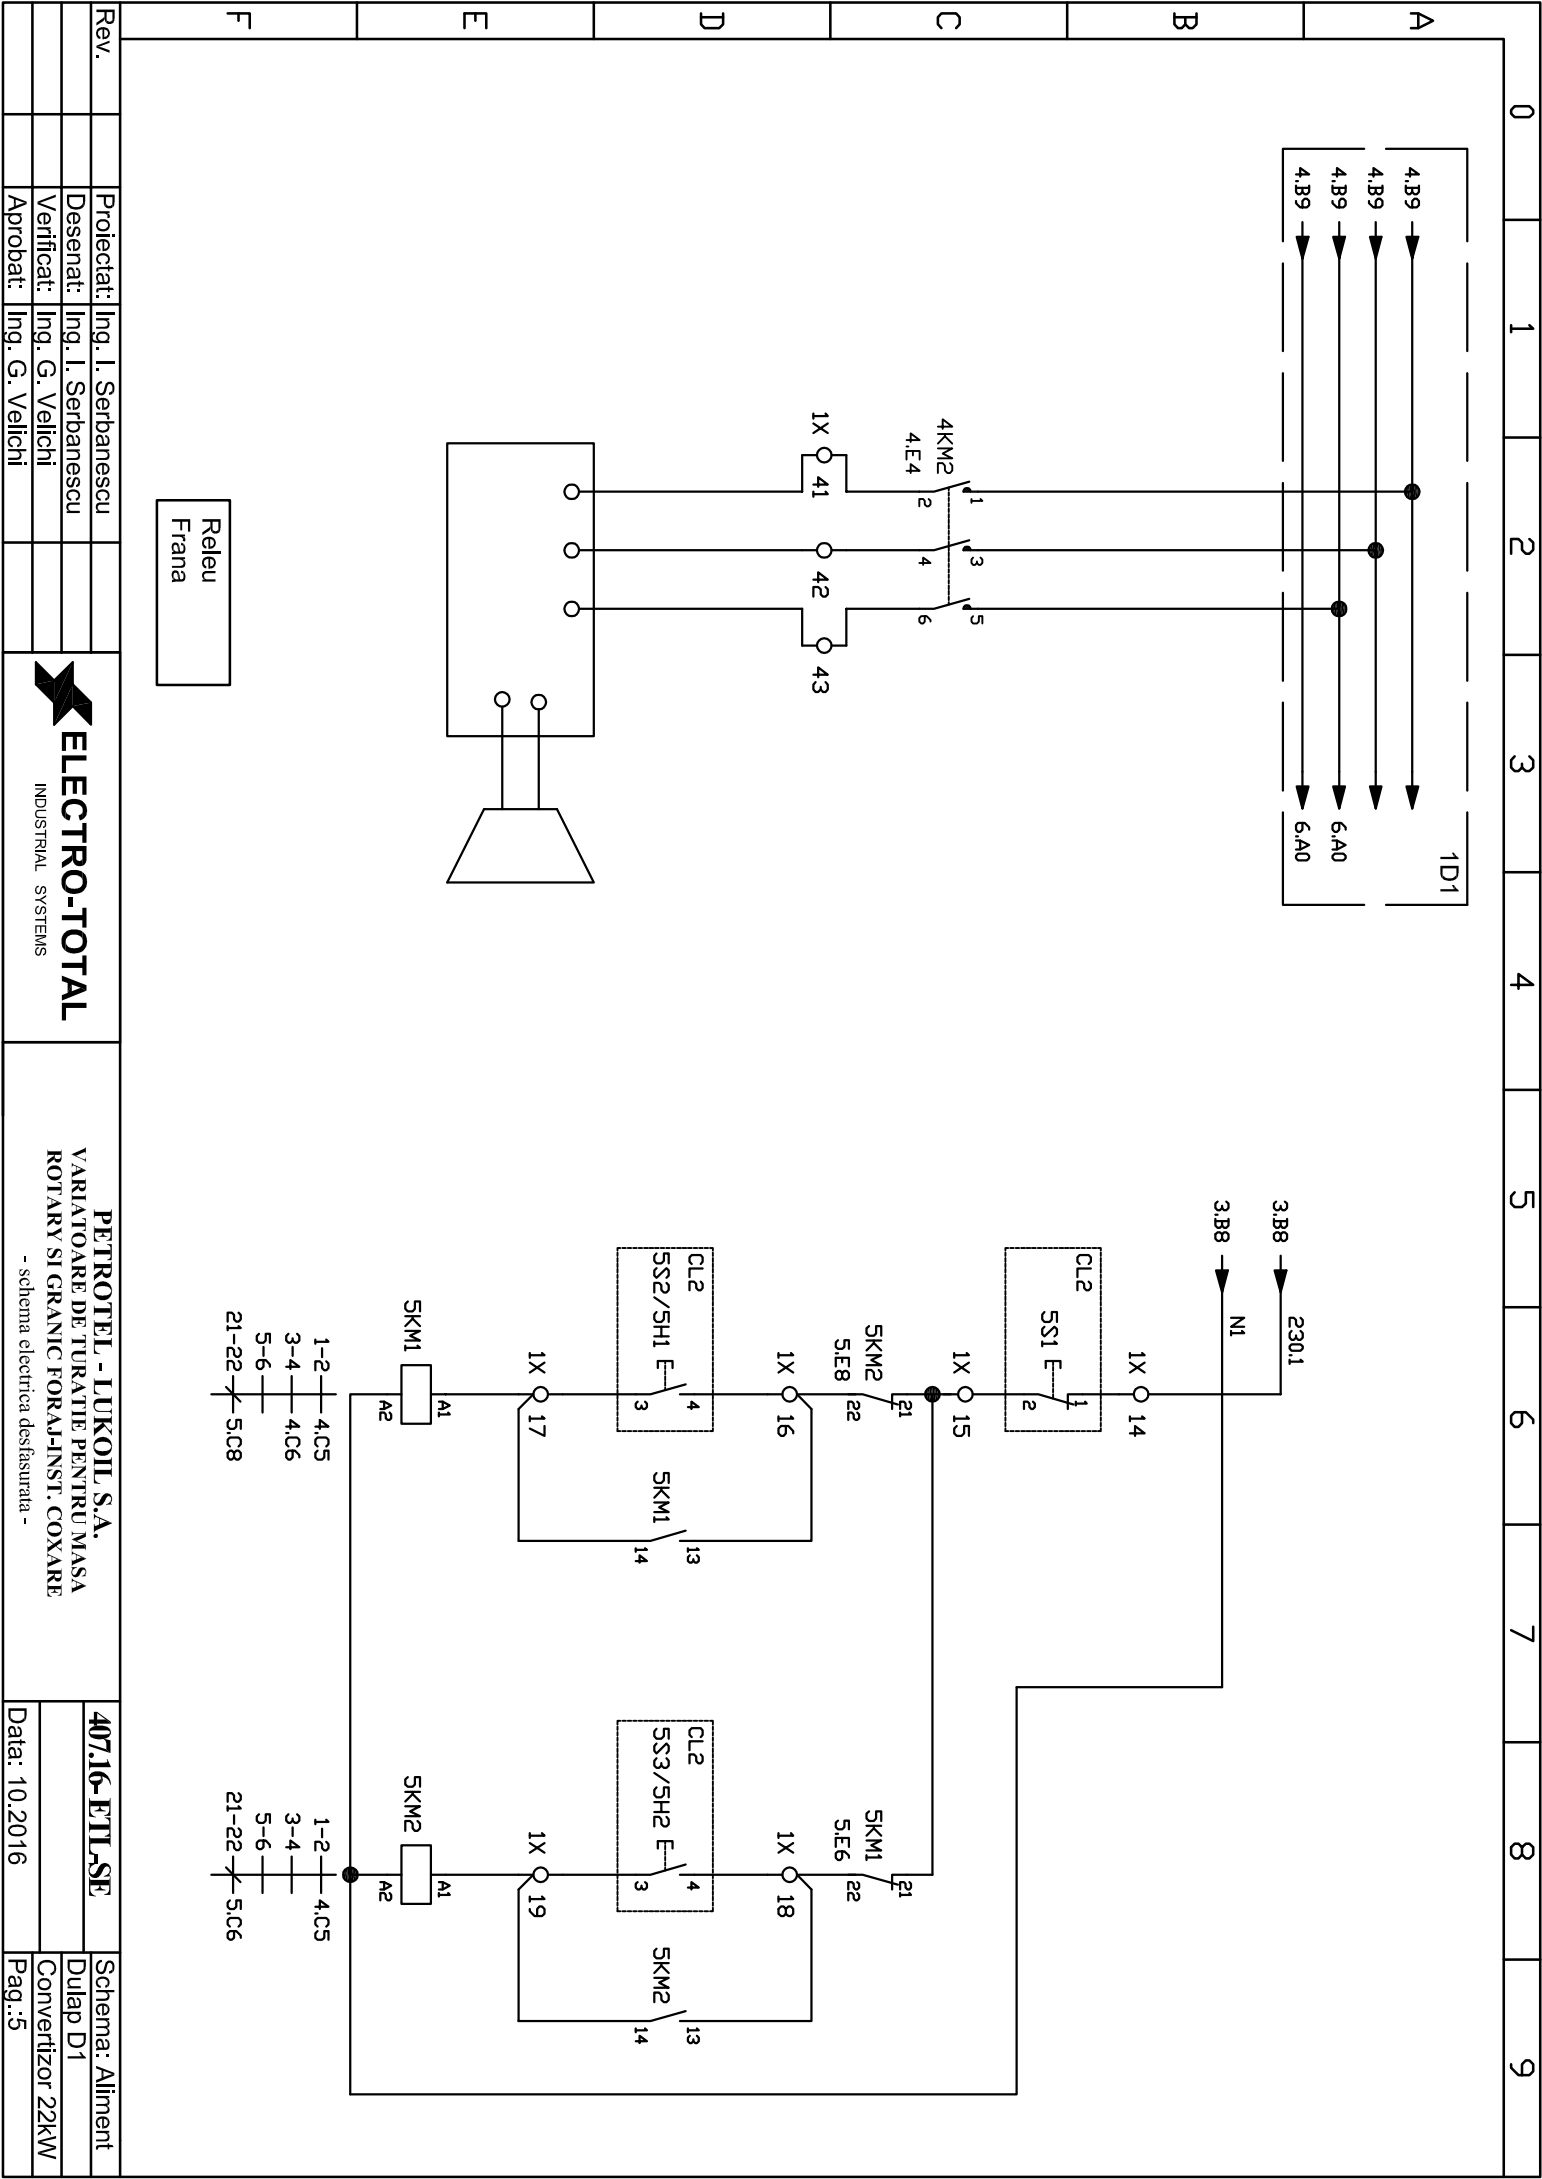 0 1 2 3 4 5 6 7 8 9
A
B
C
D
E
F
1D1
4.B9
4.B9
4.B9 6.A0
4.B9 6.A0
4KM2
4.E4
1 3 5
2 4 6
1X 41 42 43
Releu
Frana
3.B8 230.1
3.B8 N1
1X 14
CL2
5S1
1
2
1X 15
5KM2
5.E8
21
22
1X 16
CL2
5S2/5H1
4
3
5KM1
13
14
1X 17
5KM1
A1
A2
1-2 4.C5
3-4 4.C6
5-6
21-22 5.C8
5KM1
5.E6
21
22
1X 18
CL2
5S3/5H2
4
3
5KM2
13
14
1X 19
5KM2
A1
A2
1-2 4.C5
3-4
5-6
21-22 5.C6
Rev.
Proiectat: Ing. I. Serbanescu
Desenat: Ing. I. Serbanescu
Verificat: Ing. G. Velichi
Aprobat: Ing. G. Velichi
ELECTRO-TOTAL
INDUSTRIAL SYSTEMS
PETROTEL - LUKOIL S.A.
VARIATOARE DE TURATIE PENTRU MASA
ROTARY SI GRANIC FORAJ-INST. COXARE
- schema electrica desfasurata -
407.16-ETL-SE
Data: 10.2016
Schema: Aliment
Dulap D1
Convertizor 22kW
Pag.:5